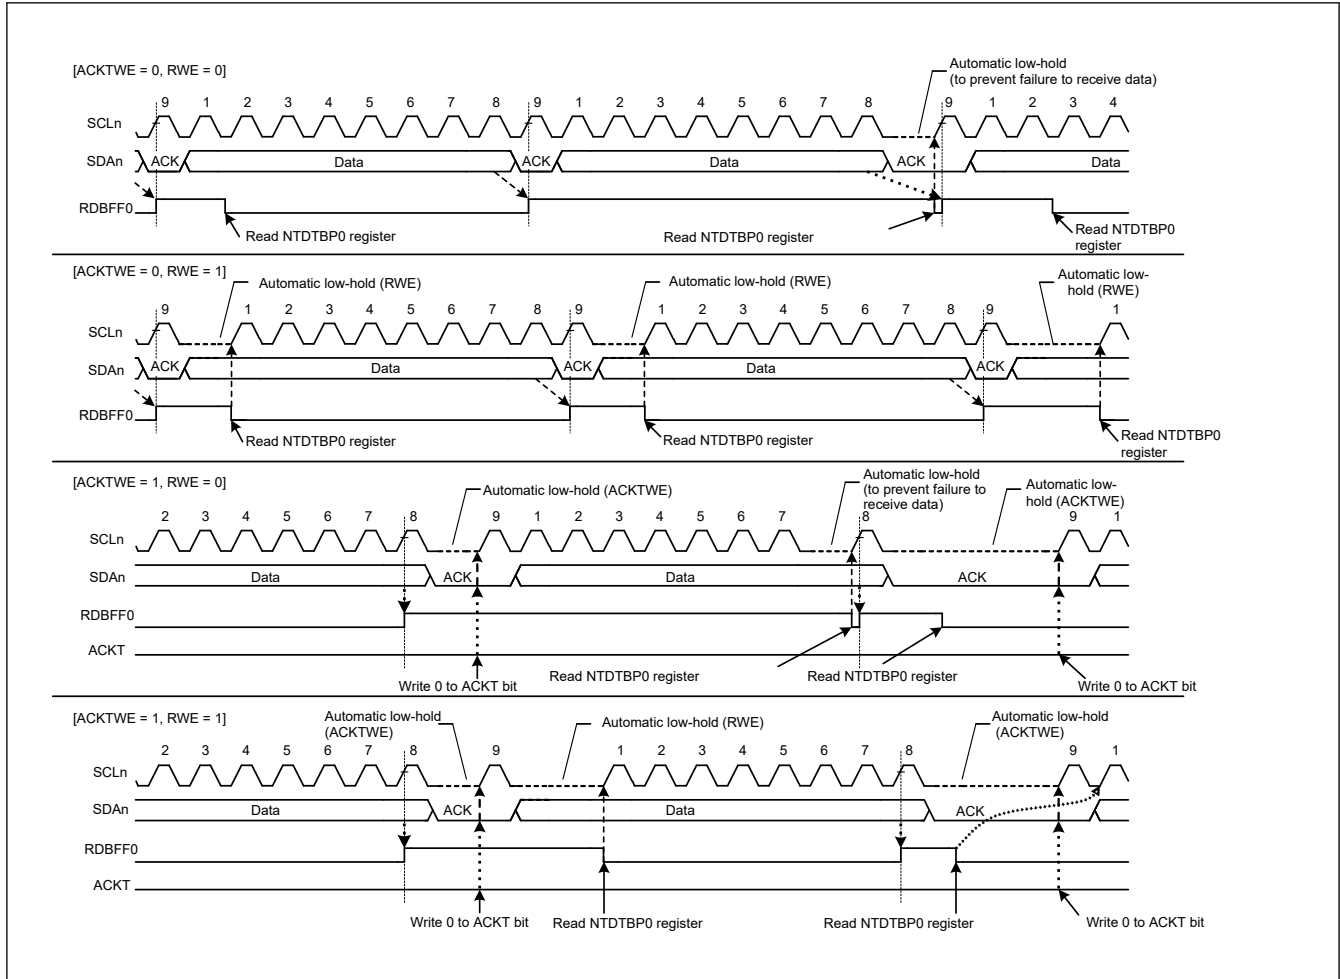 [ACKTWE = 0, RWE = 0]
Automatic low-hold
(to prevent failure to receive data)
9 1 2 3 4 5 6 7 8 9 1 2 3 4 5 6 7 8 9 1 2 3 4
SCLn
SDAn ACK Data ACK Data ACK Data
RDBFF0
Read NTDTBP0 register
Read NTDTBP0 register
Read NTDTBP0
register
[ACKTWE = 0, RWE = 1]
Automatic low-hold (RWE)
Automatic low-hold (RWE)
Automatic low-
hold (RWE)
9 1 2 3 4 5 6 7 8 9 1 2 3 4 5 6 7 8 9 1
SCLn
SDAn ACK Data ACK Data ACK
RDBFF0
Read NTDTBP0 register
Read NTDTBP0 register
Read NTDTBP0
register
[ACKTWE = 1, RWE = 0]
Automatic low-hold (ACKTWE)
Automatic low-hold
(to prevent failure to
receive data)
Automatic low-
hold (ACKTWE)
2 3 4 5 6 7 8 9 1 2 3 4 5 6 7 8 9 1
SCLn
SDAn Data ACK Data ACK
RDBFF0
ACKT
Write 0 to ACKT bit
Read NTDTBP0 register
Read NTDTBP0 register
Write 0 to ACKT bit
[ACKTWE = 1, RWE = 1]
Automatic low-hold
(ACKTWE)
Automatic low-hold (RWE)
Automatic low-hold
(ACKTWE)
2 3 4 5 6 7 8 9 1 2 3 4 5 6 7 8 9 1
SCLn
SDAn Data ACK Data ACK
RDBFF0
ACKT
Write 0 to ACKT bit
Read NTDTBP0 register
Read NTDTBP0 register
Write 0 to ACKT bit